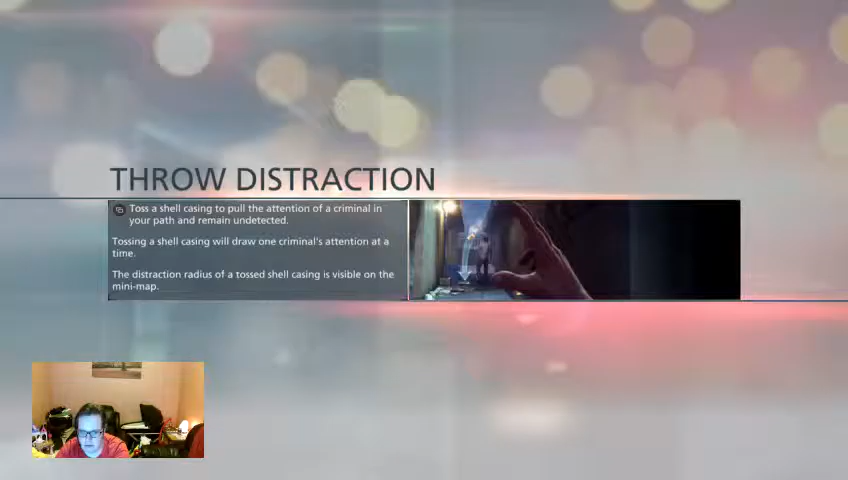 THROW DISTRACTION
Toss a shell casing to pull the attention of a criminal in
your path and remain undetected.
Tossing a shell casing will draw one criminal's attention at a
time.
The distraction radius of a tossed shell casing is visible on the
mini-map.